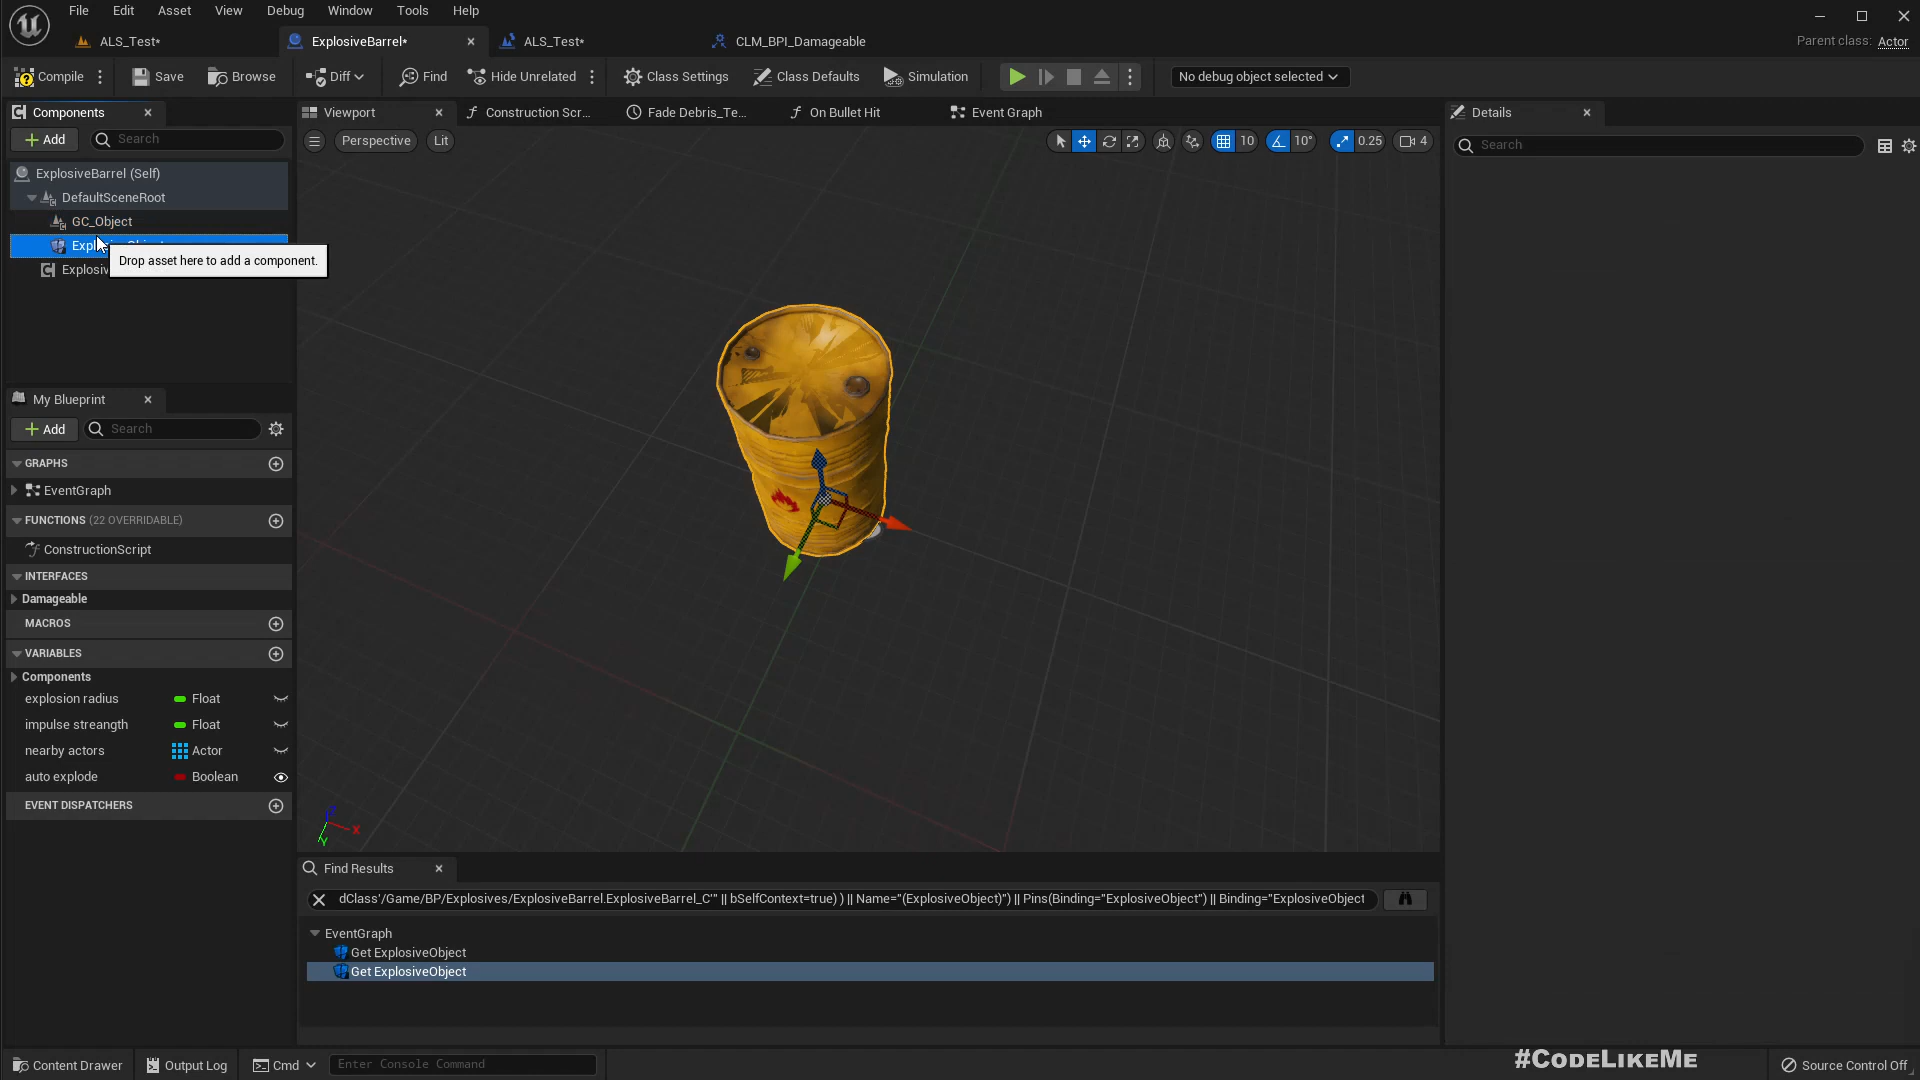 File Edit Asset View Debug Window Tools Help
ALS_Test* ExplosiveBarrel* ALS_Test* CLM_BPI_Damageable Parent class: Actor
Compile Save Browse Diff Find Hide Unrelated Class Settings Class Defaults Simulation No debug object selected
Components Viewport Construction Scr... Fade Debris_Te... On Bullet Hit Event Graph Details
Add Search Perspective Lit 10 10° 0.25 4 Search
ExplosiveBarrel (Self)
DefaultSceneRoot
GC_Object
Drop asset here to add a component.
Explosiv
My Blueprint
Add Search
GRAPHS
EventGraph
FUNCTIONS (22 OVERRIDABLE)
ConstructionScript
INTERFACES
Damageable
MACROS
VARIABLES
Components
explosion radius Float
impulse streangth Float
nearby actors Actor
auto explode Boolean
EVENT DISPATCHERS
X
Y
Find Results
dClass'/Game/BP/Explosives/ExplosiveBarrel.ExplosiveBarrel_C'" || bSelfContext=true) ) || Name="(ExplosiveObject)") || Pins(Binding="ExplosiveObject") || Binding="ExplosiveObject
EventGraph
Get ExplosiveObject
Get ExplosiveObject
#CODELIKEME
Content Drawer Output Log Cmd Enter Console Command Source Control Off